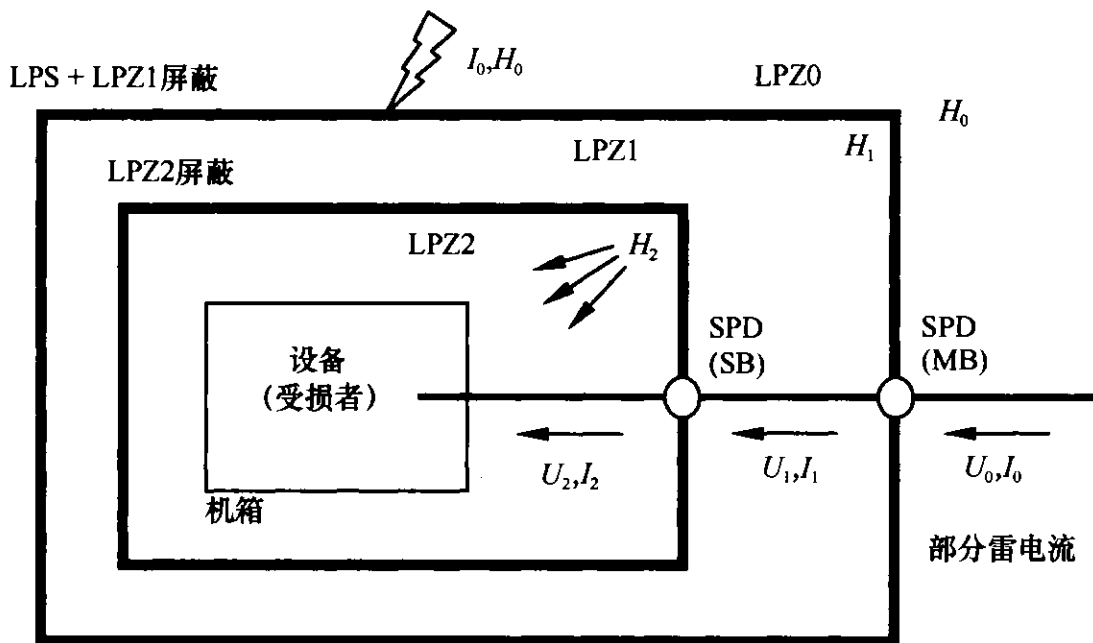 I₀,H₀
LPZ0
LPS + LPZ1屏蔽
H₀
LPZ1
H₁
LPZ2屏蔽
LPZ2
H₂
SPD
(SB)
SPD
(MB)
设备
(受损者)
U₂,I₂
U₁,I₁
U₀,I₀
机箱
部分雷电流